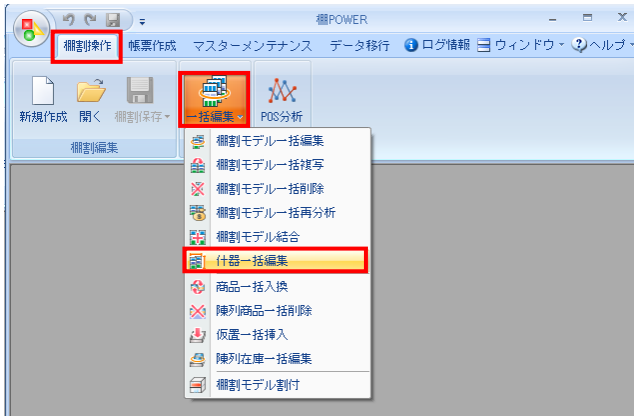 棚POWER
棚割操作 帳票作成 マスターメンテナンス データ移行 ログ情報 ウィンドウ ヘルプ
新規作成 開く 棚割保存 一括編集 POS分析
棚割編集
棚割モデル一括編集
棚割モデル一括複写
棚割モデル一括削除
棚割モデル一括再分析
棚割モデル結合
什器一括編集
商品一括入換
陳列商品一括削除
仮置一括挿入
陳列在庫一括編集
棚割モデル割付